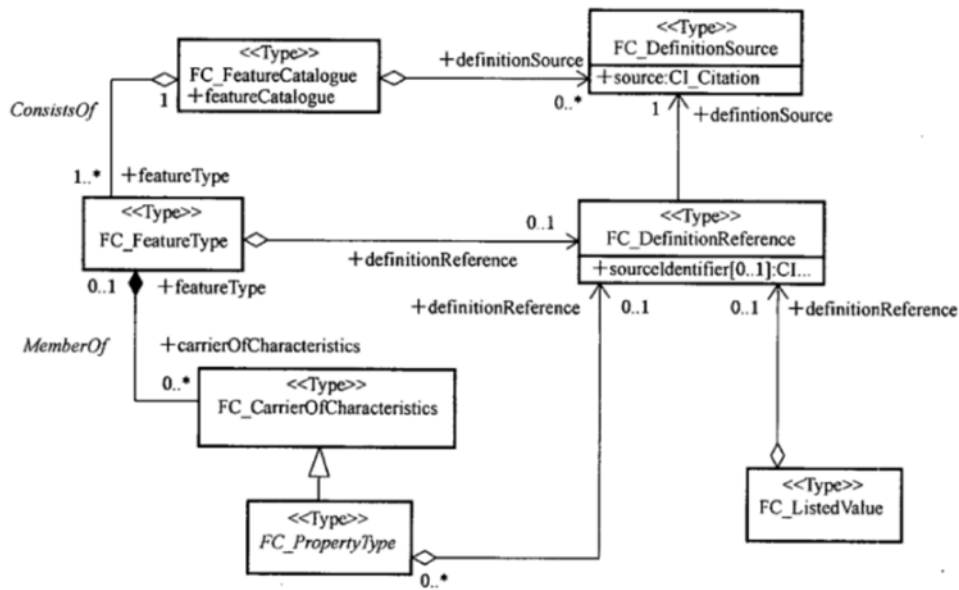 <<Type>>
FC_FeatureCatalogue
+featureCatalogue
+definitionSource
0..*
<<Type>>
FC_DefinitionSource
+source:CI_Citation
1
ConsistsOf
1
+defintionSource
1..*
+featureType
<<Type>>
FC_FeatureType
0..1
+definitionReference
<<Type>>
FC_DefinitionReference
+sourceIdentifier[0..1]:CI...
0..1
+featureType
+definitionReference
0..1
0..1
+definitionReference
MemberOf
+carrierOfCharacteristics
0..*
<<Type>>
FC_CarrierOfCharacteristics
<<Type>>
FC_ListedValue
<<Type>>
FC_PropertyType
0..*